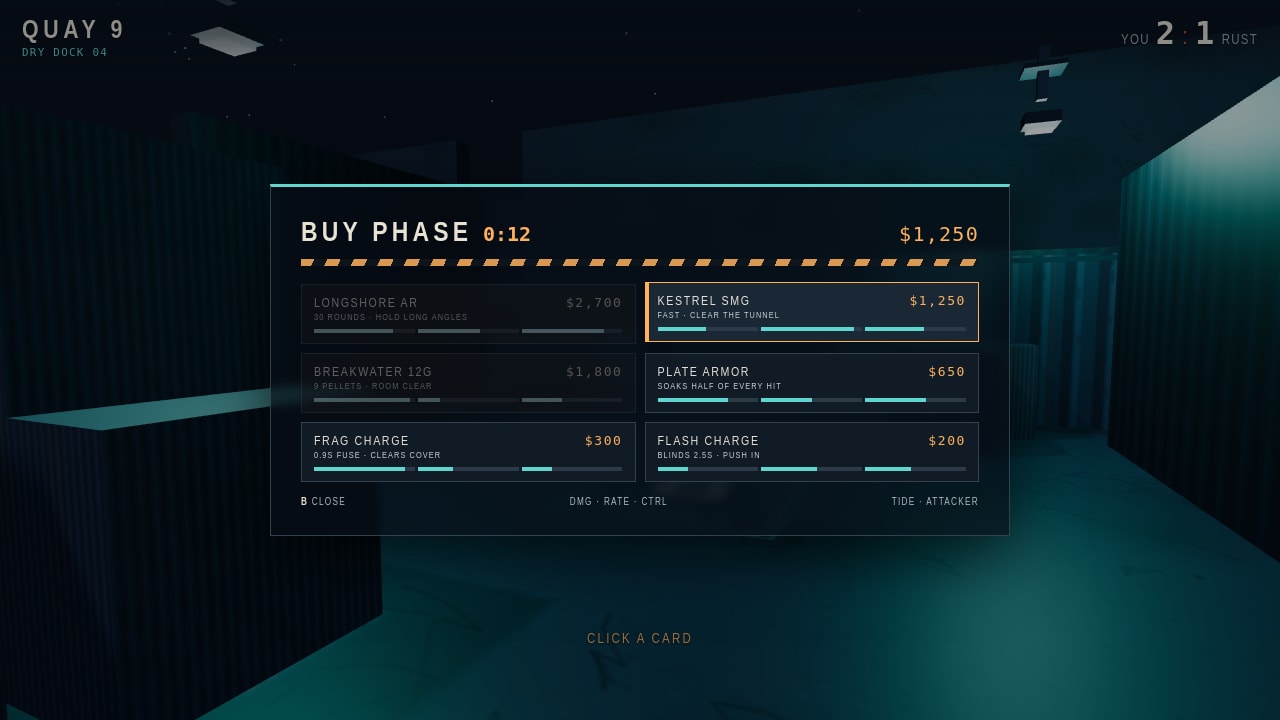 QUAY 9
DRY DOCK 04
YOU 2 : 1 RUST
BUY PHASE 0:12 $1,250
LONGSHORE AR $2,700
30 ROUNDS · HOLD LONG ANGLES
KESTREL SMG $1,250
FAST · CLEAR THE TUNNEL
BREAKWATER 12G $1,800
9 PELLETS · ROOM CLEAR
PLATE ARMOR $650
SOAKS HALF OF EVERY HIT
FRAG CHARGE $300
0.9S FUSE · CLEARS COVER
FLASH CHARGE $200
BLINDS 2.5S · PUSH IN
B CLOSE DMG · RATE · CTRL TIDE · ATTACKER
CLICK A CARD